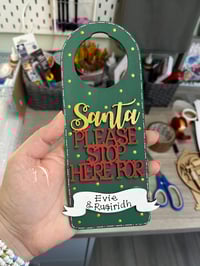 Santa
PLEASE
STOP
HERE FOR
Evie
& Ruairidh